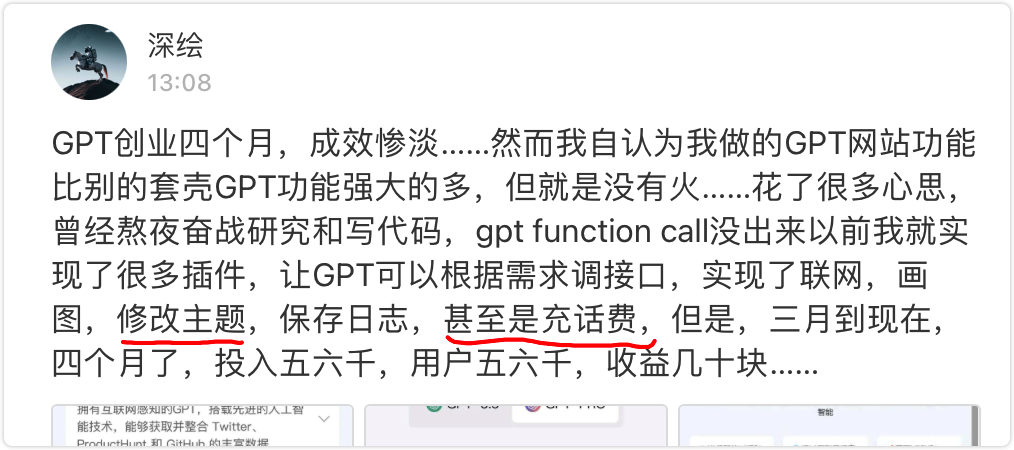 深绘
13:08
GPT创业四个月，成效惨淡……然而我自认为我做的GPT网站功能
比别的套壳GPT功能强大的多，但就是没有火……花了很多心思，
曾经熬夜奋战研究和写代码，gpt function call没出来以前我就实
现了很多插件，让GPT可以根据需求调接口，实现了联网，画
图，修改主题，保存日志，甚至是充话费，但是，三月到现在，
四个月了，投入五六千，用户五六千，收益几十块……
拥有互联网感知的GPT，搭载先进的人工智
能技术，能够获取并整合 Twitter、
ProductHunt 和 GitHub 的丰富数据
智能